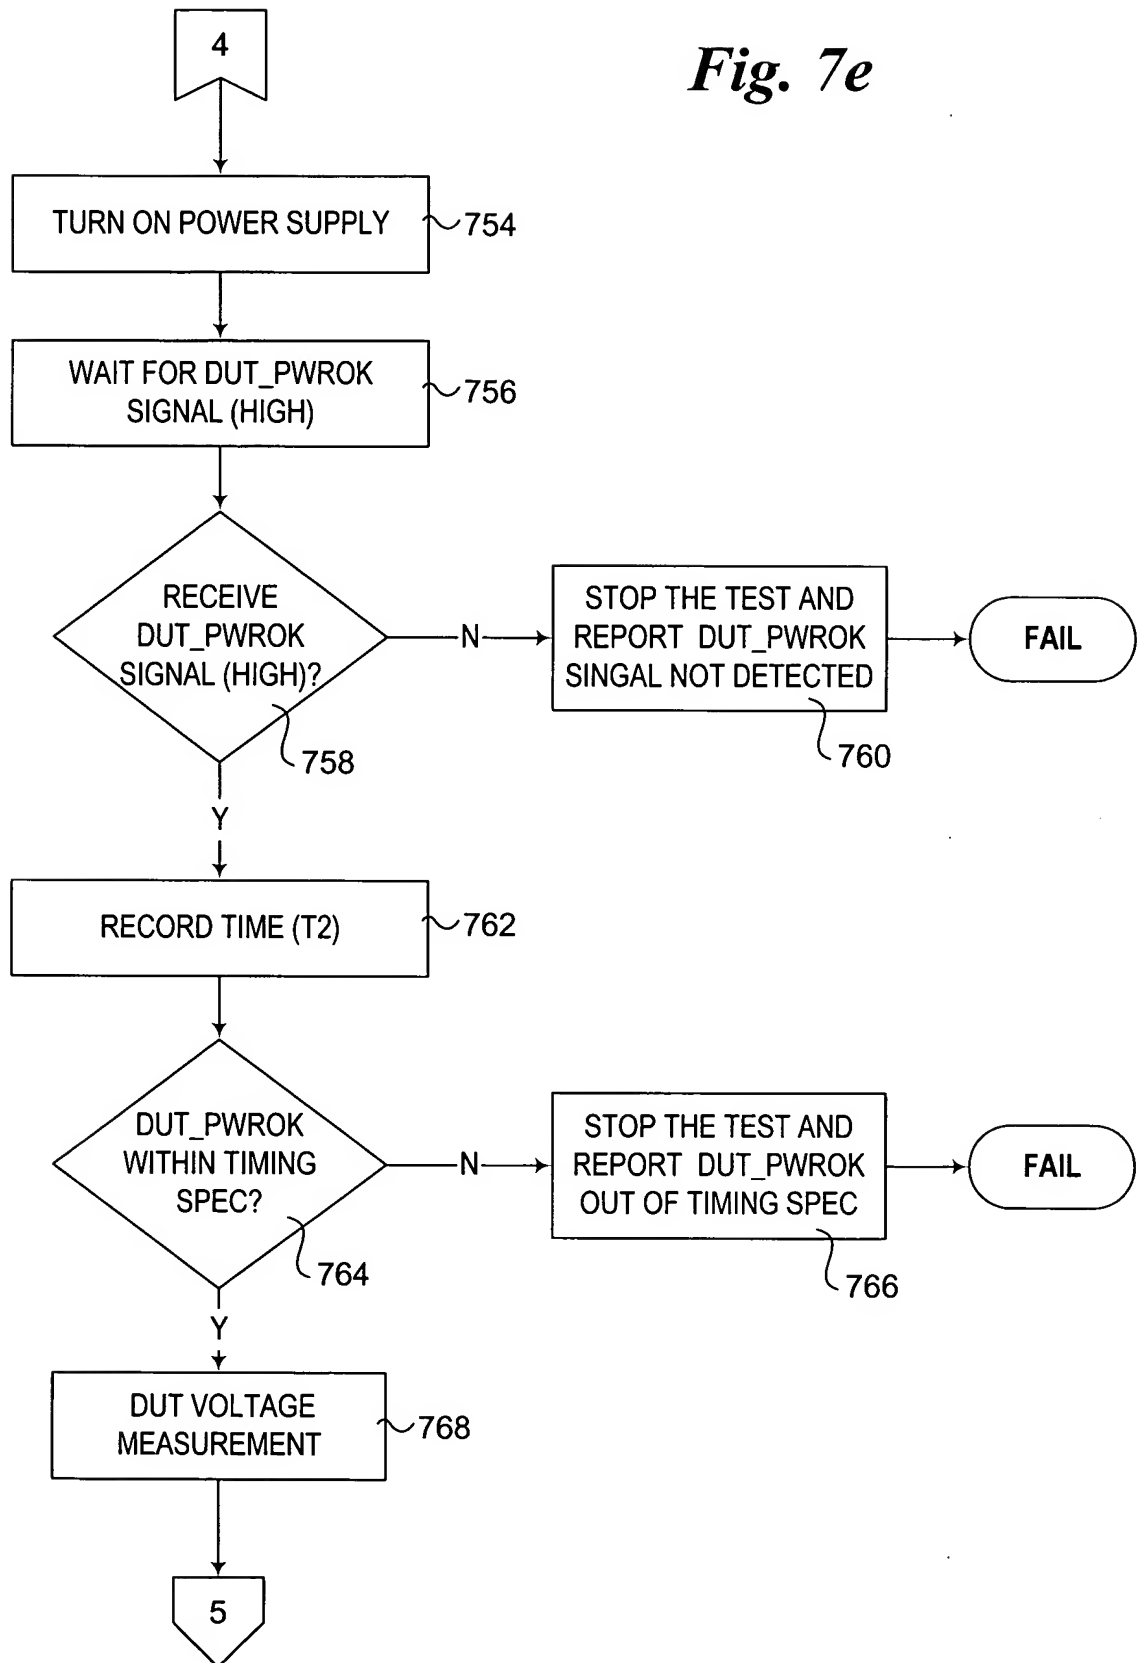 4
Fig. 7e
TURN ON POWER SUPPLY
754
WAIT FOR DUT_PWROK
SIGNAL (HIGH)
756
RECEIVE
DUT_PWROK
SIGNAL (HIGH)?
758
N
STOP THE TEST AND
REPORT DUT_PWROK
SINGAL NOT DETECTED
760
FAIL
Y
RECORD TIME (T2)
762
DUT_PWROK
WITHIN TIMING
SPEC?
764
N
STOP THE TEST AND
REPORT DUT_PWROK
OUT OF TIMING SPEC
766
FAIL
Y
DUT VOLTAGE
MEASUREMENT
768
5